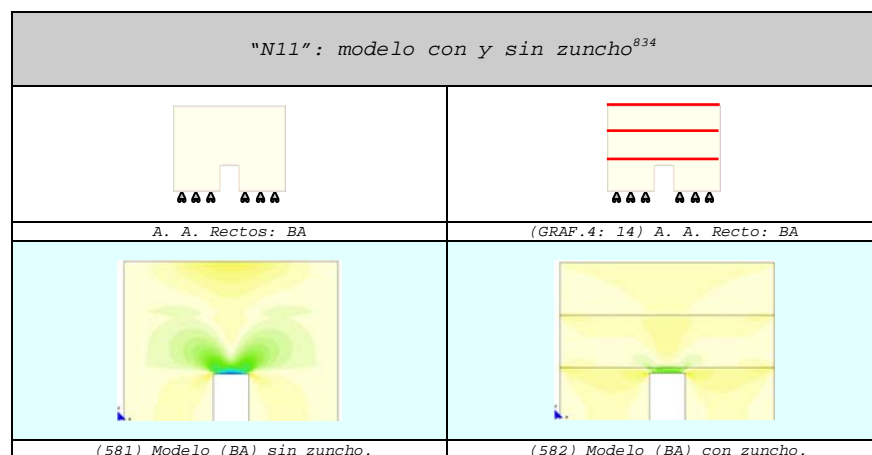 “N11”: modelo con y sin zuncho834
A. A. Rectos: BA
(GRAF.4: 14) A. A. Recto: BA
(581) Modelo (BA) sin zuncho.
(582) Modelo (BA) con zuncho.